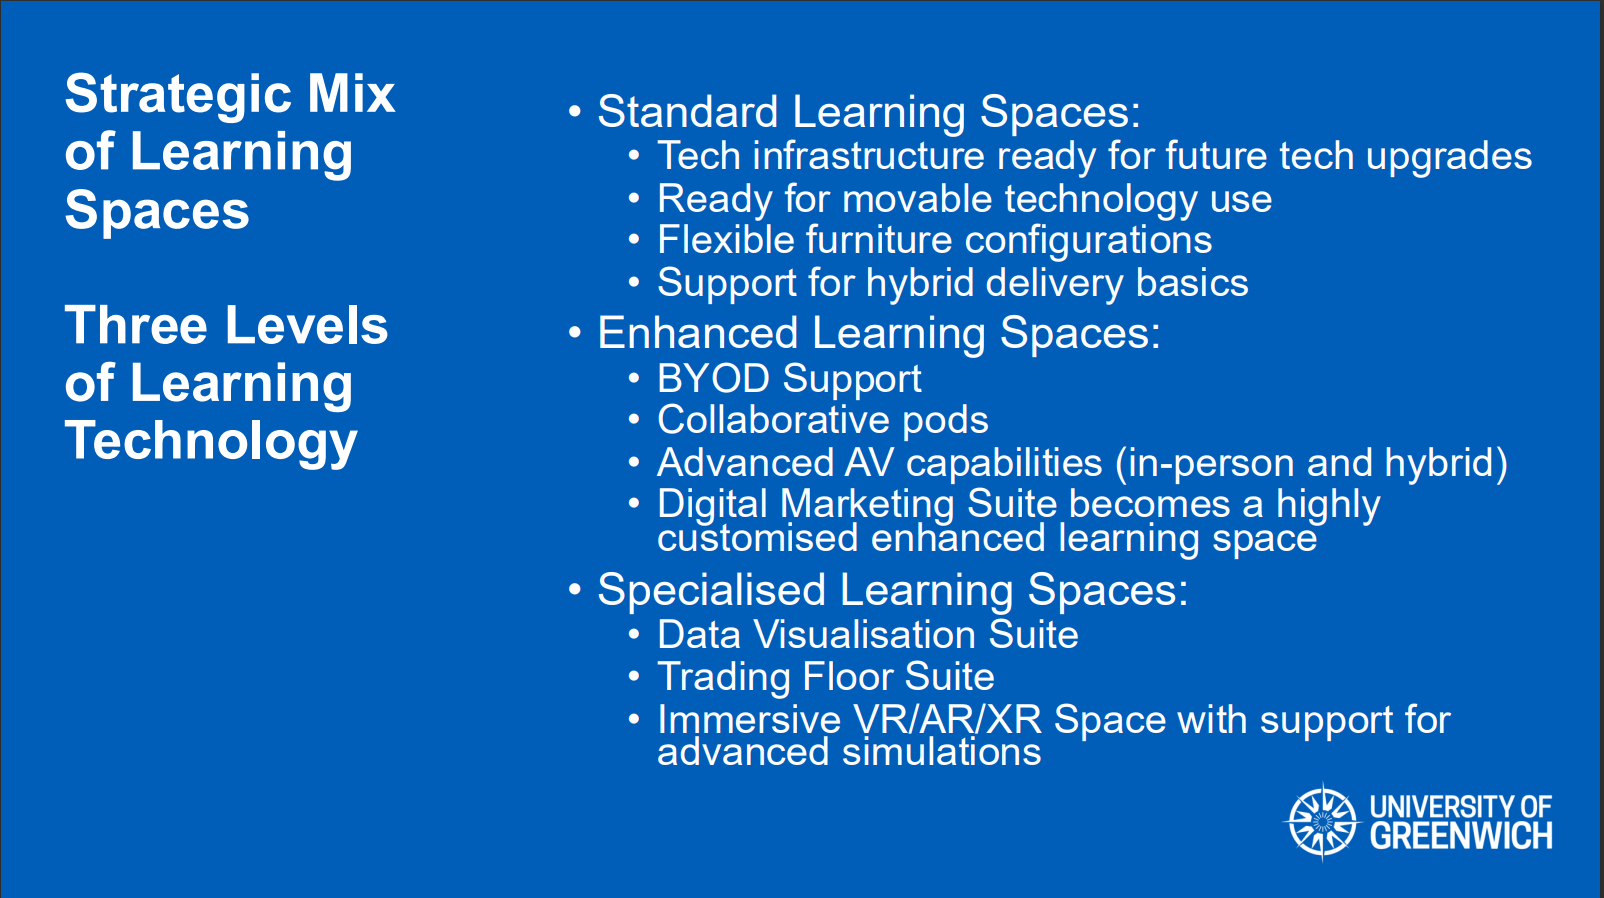 Strategic Mix
of Learning
Spaces
Three Levels
of Learning
Technology
• Standard Learning Spaces:
• Tech infrastructure ready for future tech upgrades
• Ready for movable technology use
• Flexible furniture configurations
• Support for hybrid delivery basics
• Enhanced Learning Spaces:
• BYOD Support
• Collaborative pods
• Advanced AV capabilities (in-person and hybrid)
• Digital Marketing Suite becomes a highly
customised enhanced learning space
• Specialised Learning Spaces:
• Data Visualisation Suite
• Trading Floor Suite
• Immersive VR/AR/XR Space with support for
advanced simulations
UNIVERSITY OF
GREENWICH